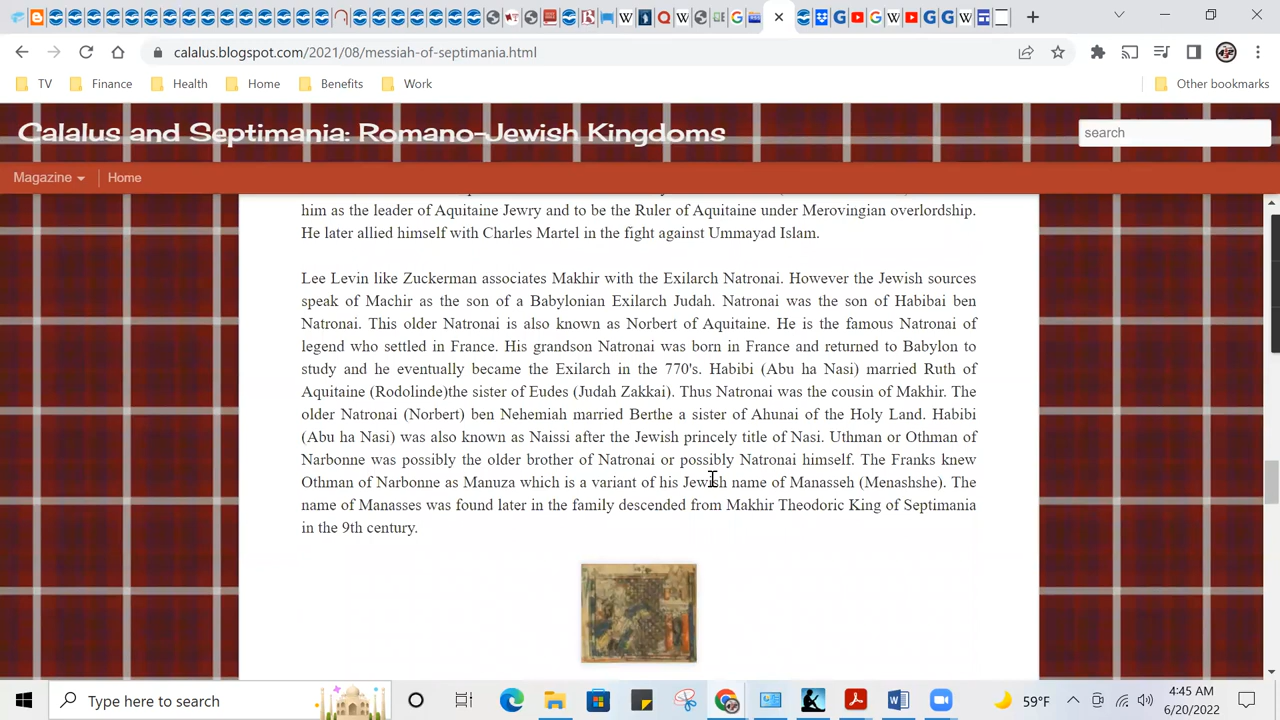 calalus.blogspot.com/2021/08/messiah-of-septimania.html
TV Finance Health Home Benefits Work Other bookmarks
Calalus and Septimania: Romano-Jewish Kingdoms
search
Magazine Home
him as the leader of Aquitaine Jewry and to be the Ruler of Aquitaine under Merovingian overlordship.
He later allied himself with Charles Martel in the fight against Ummayad Islam.
Lee Levin like Zuckerman associates Makhir with the Exilarch Natronai. However the Jewish sources
speak of Machir as the son of a Babylonian Exilarch Judah. Natronai was the son of Habibai ben
Natronai. This older Natronai is also known as Norbert of Aquitaine. He is the famous Natronai of
legend who settled in France. His grandson Natronai was born in France and returned to Babylon to
study and he eventually became the Exilarch in the 770's. Habibi (Abu ha Nasi) married Ruth of
Aquitaine (Rodolinde)the sister of Eudes (Judah Zakkai). Thus Natronai was the cousin of Makhir. The
older Natronai (Norbert) ben Nehemiah married Berthe a sister of Ahunai of the Holy Land. Habibi
(Abu ha Nasi) was also known as Naissi after the Jewish princely title of Nasi. Uthman or Othman of
Narbonne was possibly the older brother of Natronai or possibly Natronai himself. The Franks knew
Othman of Narbonne as Manuza which is a variant of his Jewish name of Manasseh (Menashshe). The
name of Manasses was found later in the family descended from Makhir Theodoric King of Septimania
in the 9th century.
Type here to search
59°F
4:45 AM
6/20/2022